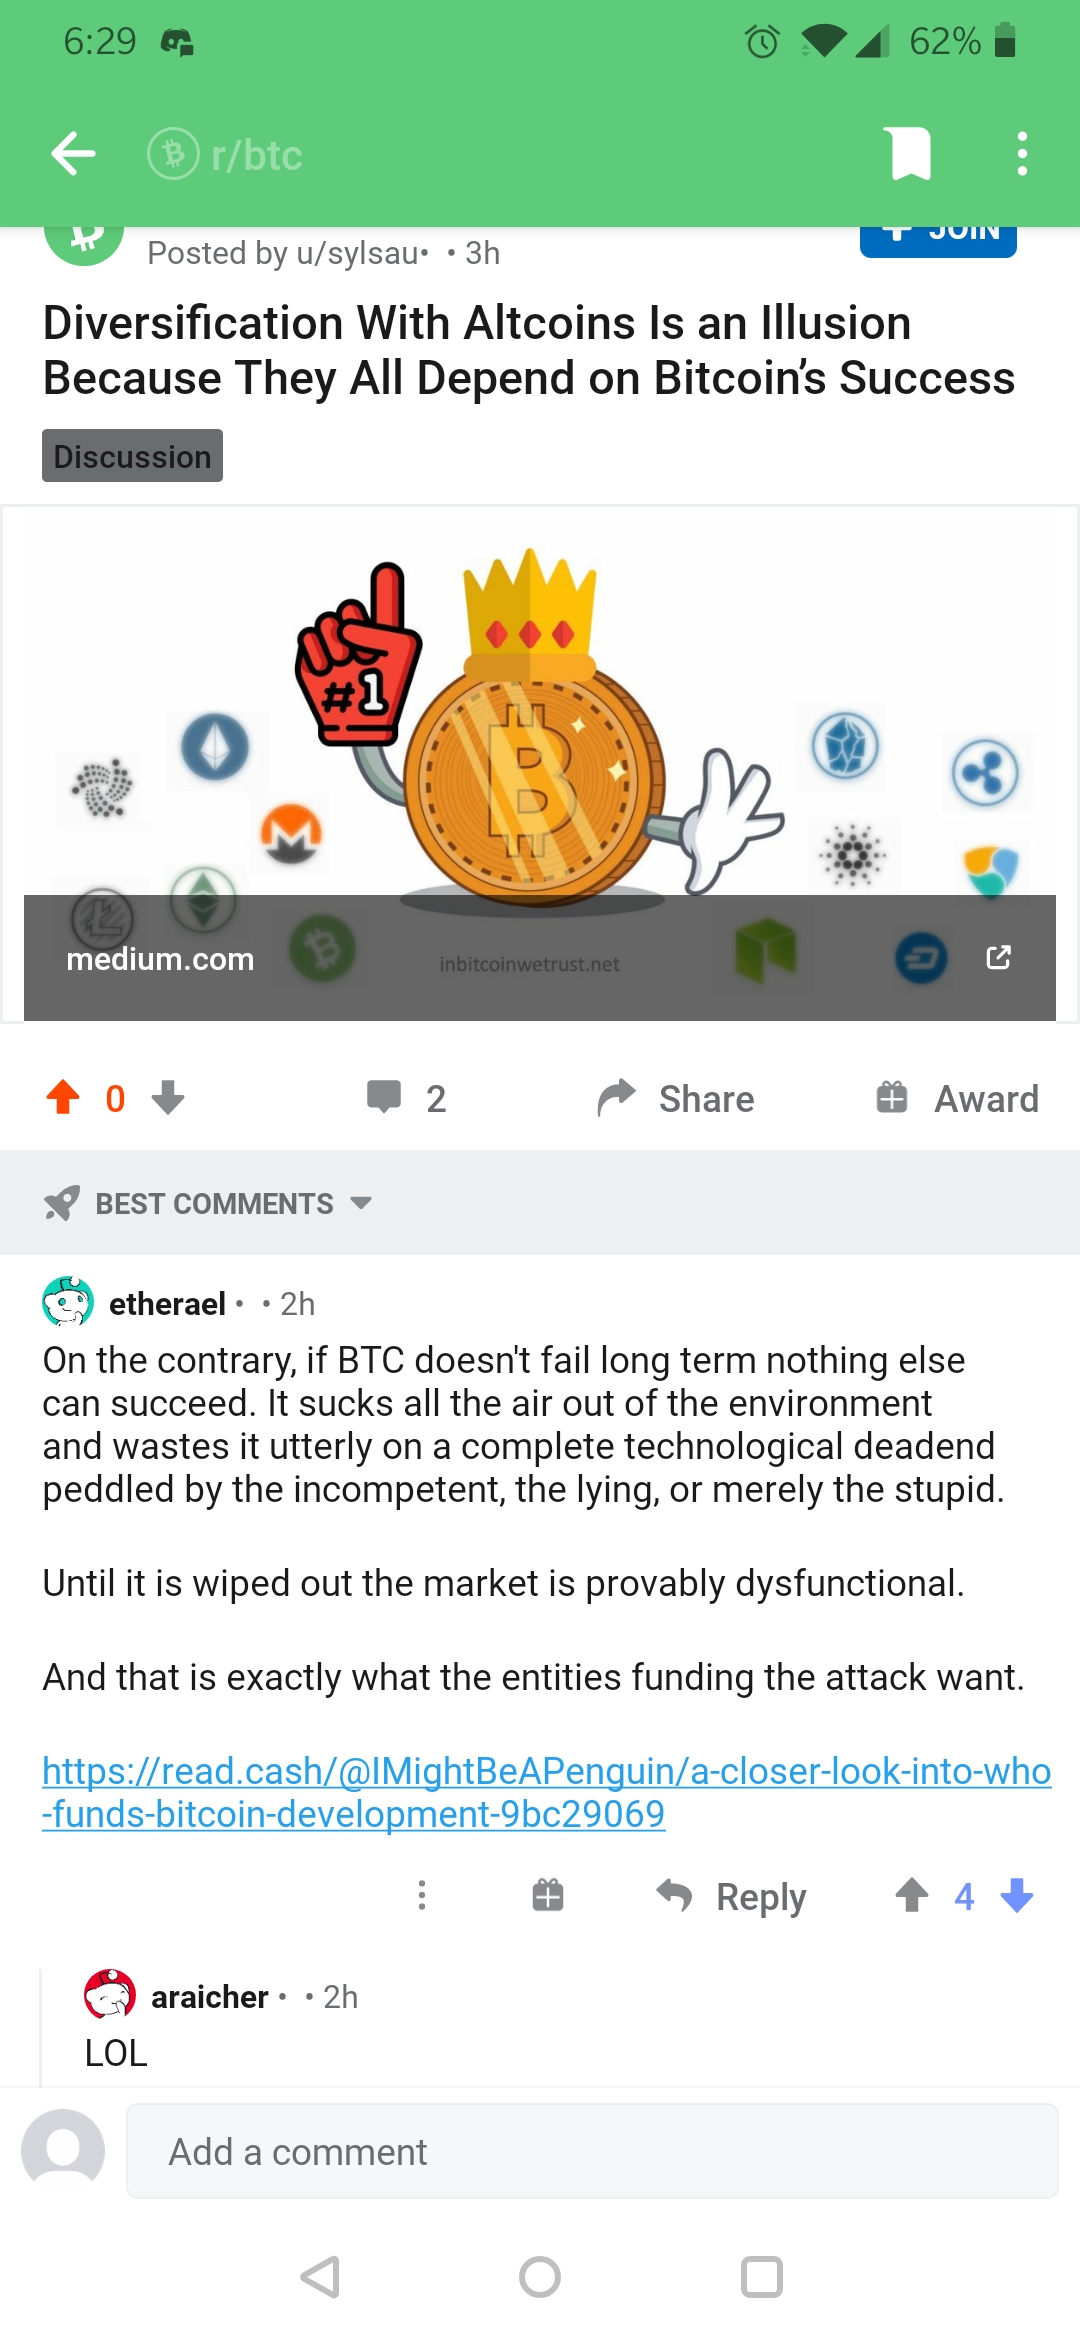 6:29 62%
r/btc
Posted by u/sylsau • • 3h
+ JOIN
Diversification With Altcoins Is an Illusion
Because They All Depend on Bitcoin’s Success
Discussion
#1
medium.com
inbitcoinwetrust.net
0 2 Share Award
BEST COMMENTS
etherael • • 2h
On the contrary, if BTC doesn't fail long term nothing else
can succeed. It sucks all the air out of the environment
and wastes it utterly on a complete technological deadend
peddled by the incompetent, the lying, or merely the stupid.
Until it is wiped out the market is provably dysfunctional.
And that is exactly what the entities funding the attack want.
https://read.cash/@IMightBeAPenguin/a-closer-look-into-who
-funds-bitcoin-development-9bc29069
Reply 4
araicher • • 2h
LOL
Add a comment